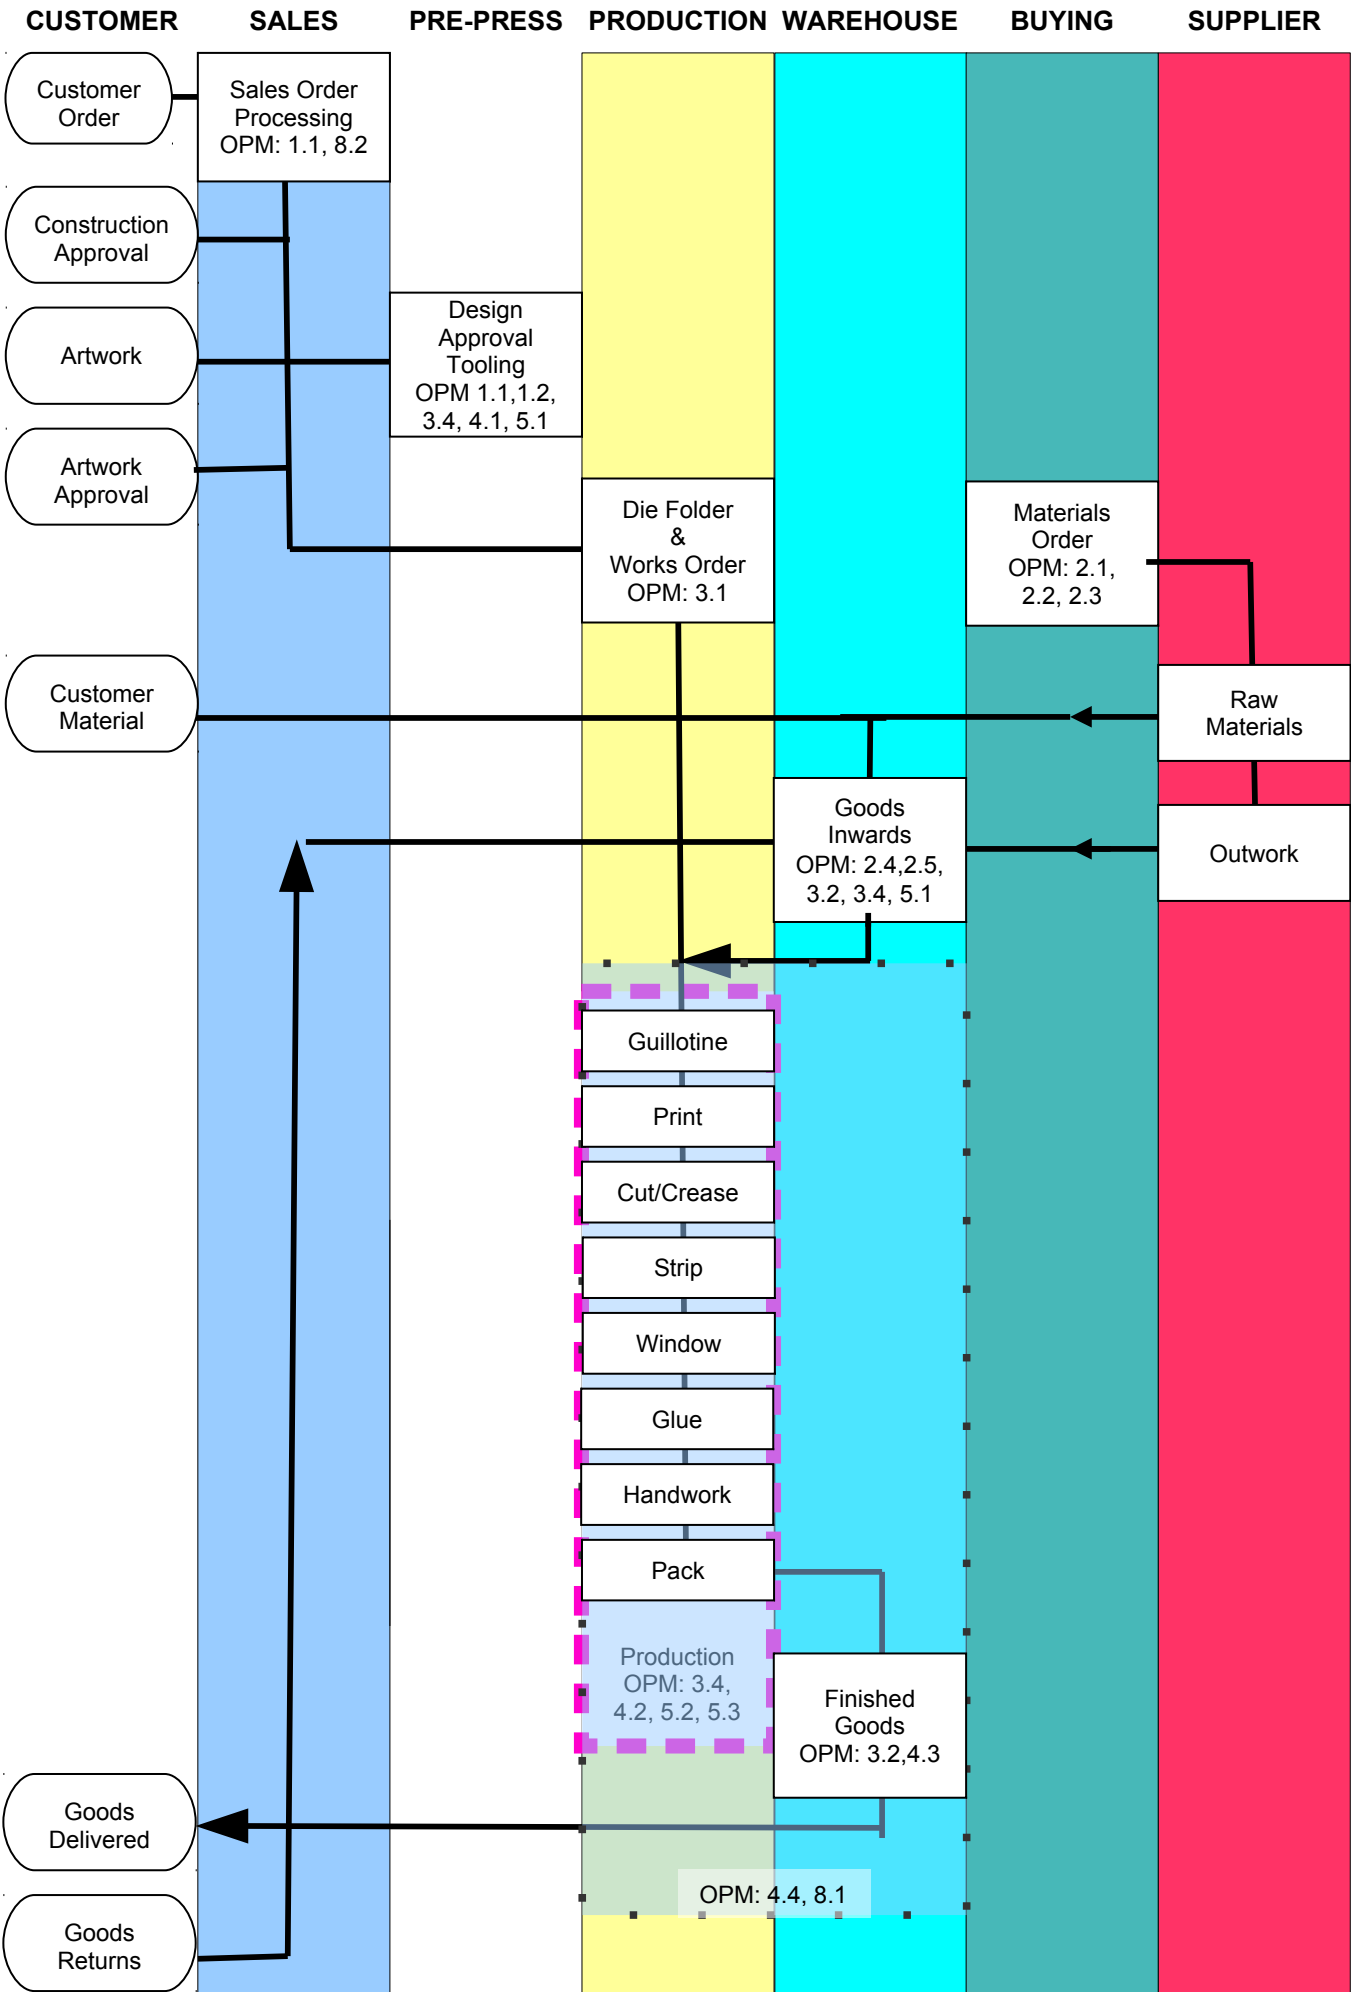 CUSTOMER SALES PRE-PRESS PRODUCTION WAREHOUSE BUYING SUPPLIER
Customer
Order
Sales Order
Processing
OPM: 1.1, 8.2
Construction
Approval
Artwork
Design
Approval
Tooling
OPM 1.1,1.2,
3.4, 4.1, 5.1
Artwork
Approval
Die Folder
&
Works Order
OPM: 3.1
Materials
Order
OPM: 2.1,
2.2, 2.3
Customer
Material
Raw
Materials
Goods
Inwards
OPM: 2.4,2.5,
3.2, 3.4, 5.1
Outwork
Guillotine
Print
Cut/Crease
Strip
Window
Glue
Handwork
Pack
Production
OPM: 3.4,
4.2, 5.2, 5.3
Finished
Goods
OPM: 3.2,4.3
Goods
Delivered
OPM: 4.4, 8.1
Goods
Returns